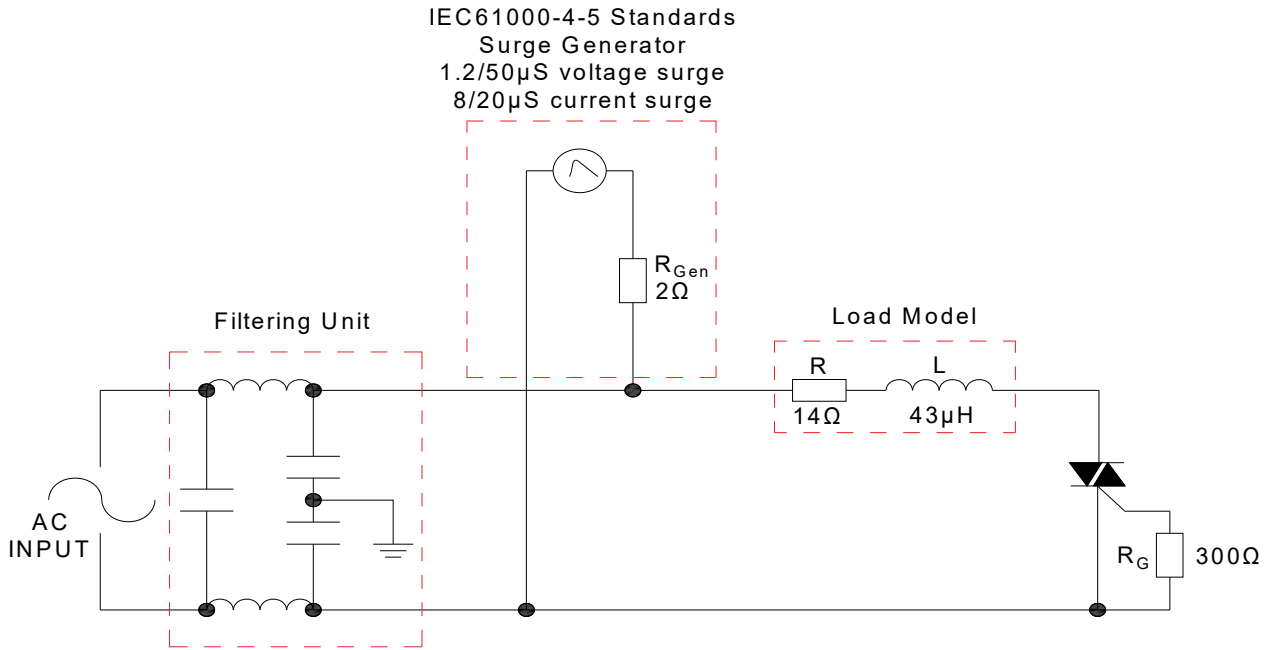 IEC61000-4-5 Standards
Surge Generator
1.2/50µS voltage surge
8/20µS current surge
RGen
2Ω
Filtering Unit
Load Model
R
L
14Ω
43µH
AC
INPUT
RG
300Ω